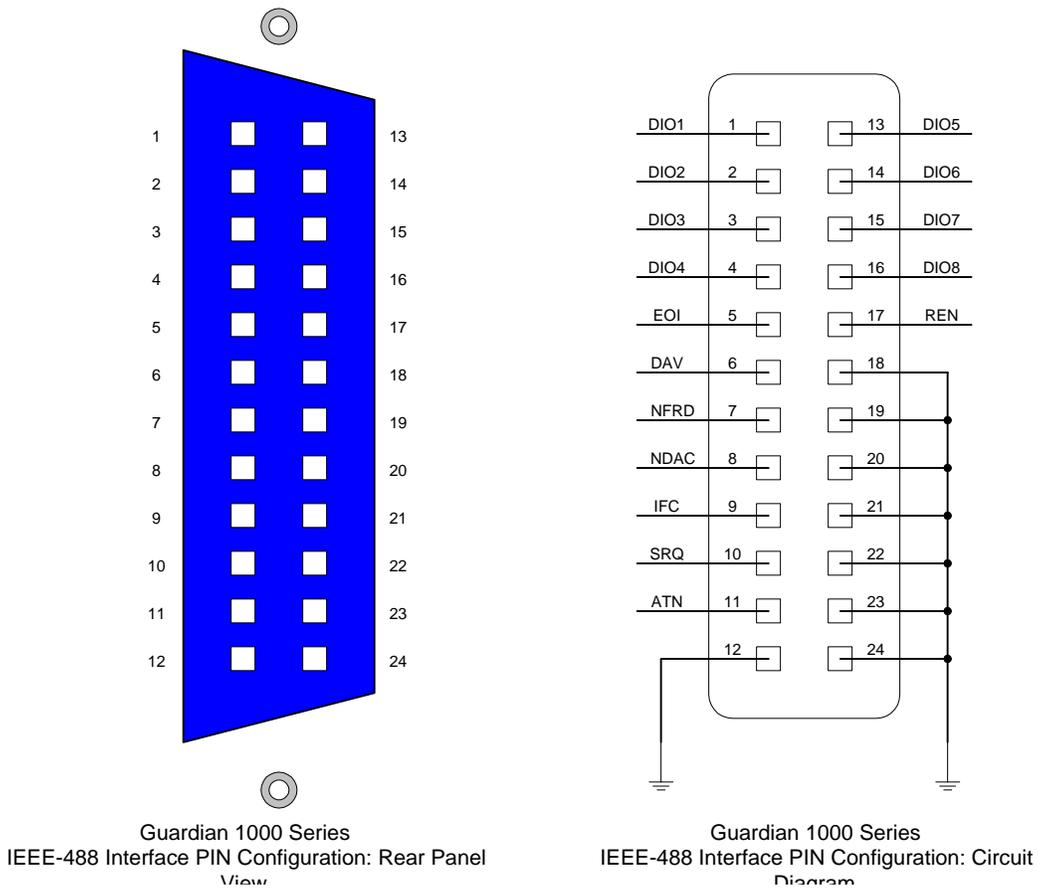 1 13
2 14
3 15
4 16
5 17
6 18
7 19
8 20
9 21
10 22
11 23
12 24
Guardian 1000 Series
IEEE-488 Interface PIN Configuration: Rear Panel
View
DIO1 1 13 DIO5
DIO2 2 14 DIO6
DIO3 3 15 DIO7
DIO4 4 16 DIO8
EOI 5 17 REN
DAV 6 18
NFRD 7 19
NDAC 8 20
IFC 9 21
SRQ 10 22
ATN 11 23
12 24
Guardian 1000 Series
IEEE-488 Interface PIN Configuration: Circuit
Diagram